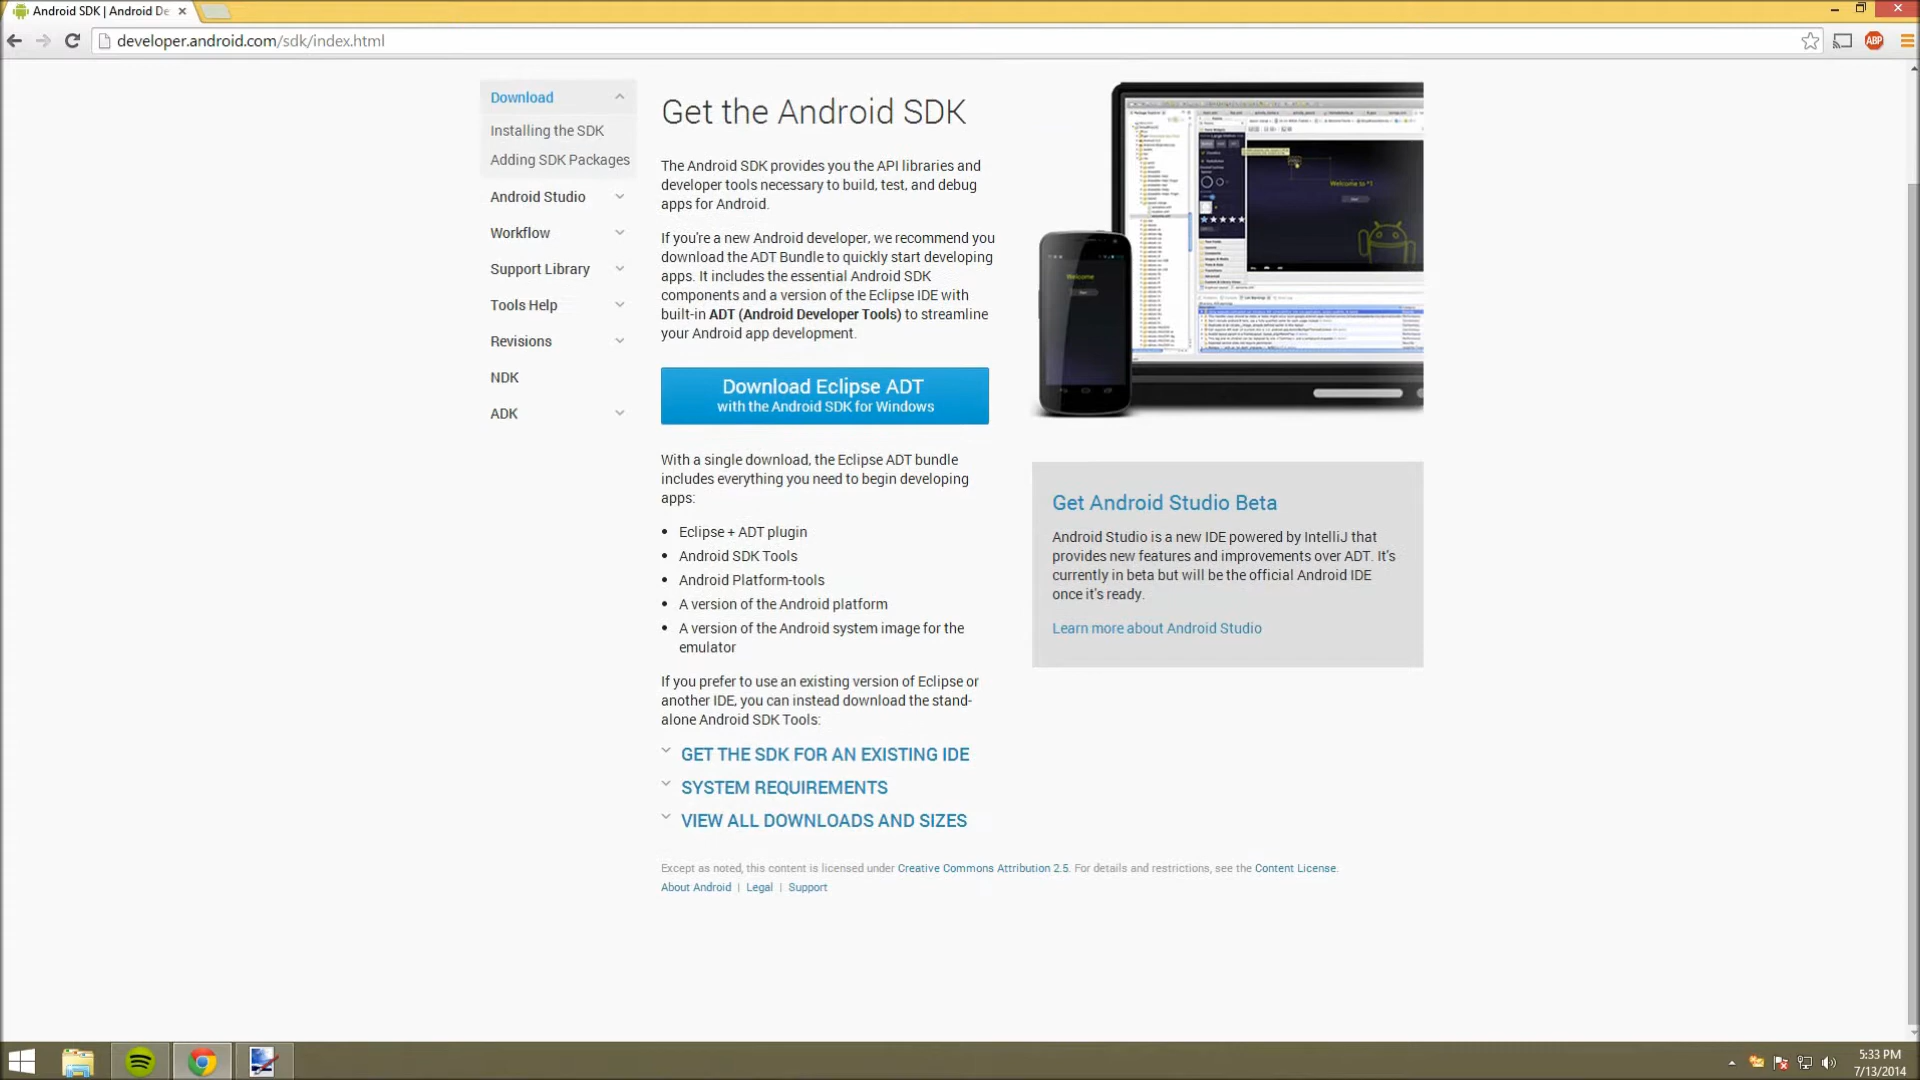 Android SDK | Android De
developer.android.com/sdk/index.html
ABP
Download
Installing the SDK
Adding SDK Packages
Android Studio
Workflow
Support Library
Tools Help
Revisions
NDK
ADK
Get the Android SDK
The Android SDK provides you the API libraries and
developer tools necessary to build, test, and debug
apps for Android.
If you're a new Android developer, we recommend you
download the ADT Bundle to quickly start developing
apps. It includes the essential Android SDK
components and a version of the Eclipse IDE with
built-in ADT (Android Developer Tools) to streamline
your Android app development.
Download Eclipse ADT
with the Android SDK for Windows
With a single download, the Eclipse ADT bundle
includes everything you need to begin developing
apps:
• Eclipse + ADT plugin
• Android SDK Tools
• Android Platform-tools
• A version of the Android platform
• A version of the Android system image for the
emulator
If you prefer to use an existing version of Eclipse or
another IDE, you can instead download the stand-
alone Android SDK Tools:
GET THE SDK FOR AN EXISTING IDE
SYSTEM REQUIREMENTS
VIEW ALL DOWNLOADS AND SIZES
Welcome to
Welcome
Get Android Studio Beta
Android Studio is a new IDE powered by IntelliJ that
provides new features and improvements over ADT. It's
currently in beta but will be the official Android IDE
once it's ready.
Learn more about Android Studio
Except as noted, this content is licensed under Creative Commons Attribution 2.5. For details and restrictions, see the Content License.
About Android | Legal | Support
5:33 PM
7/13/2014